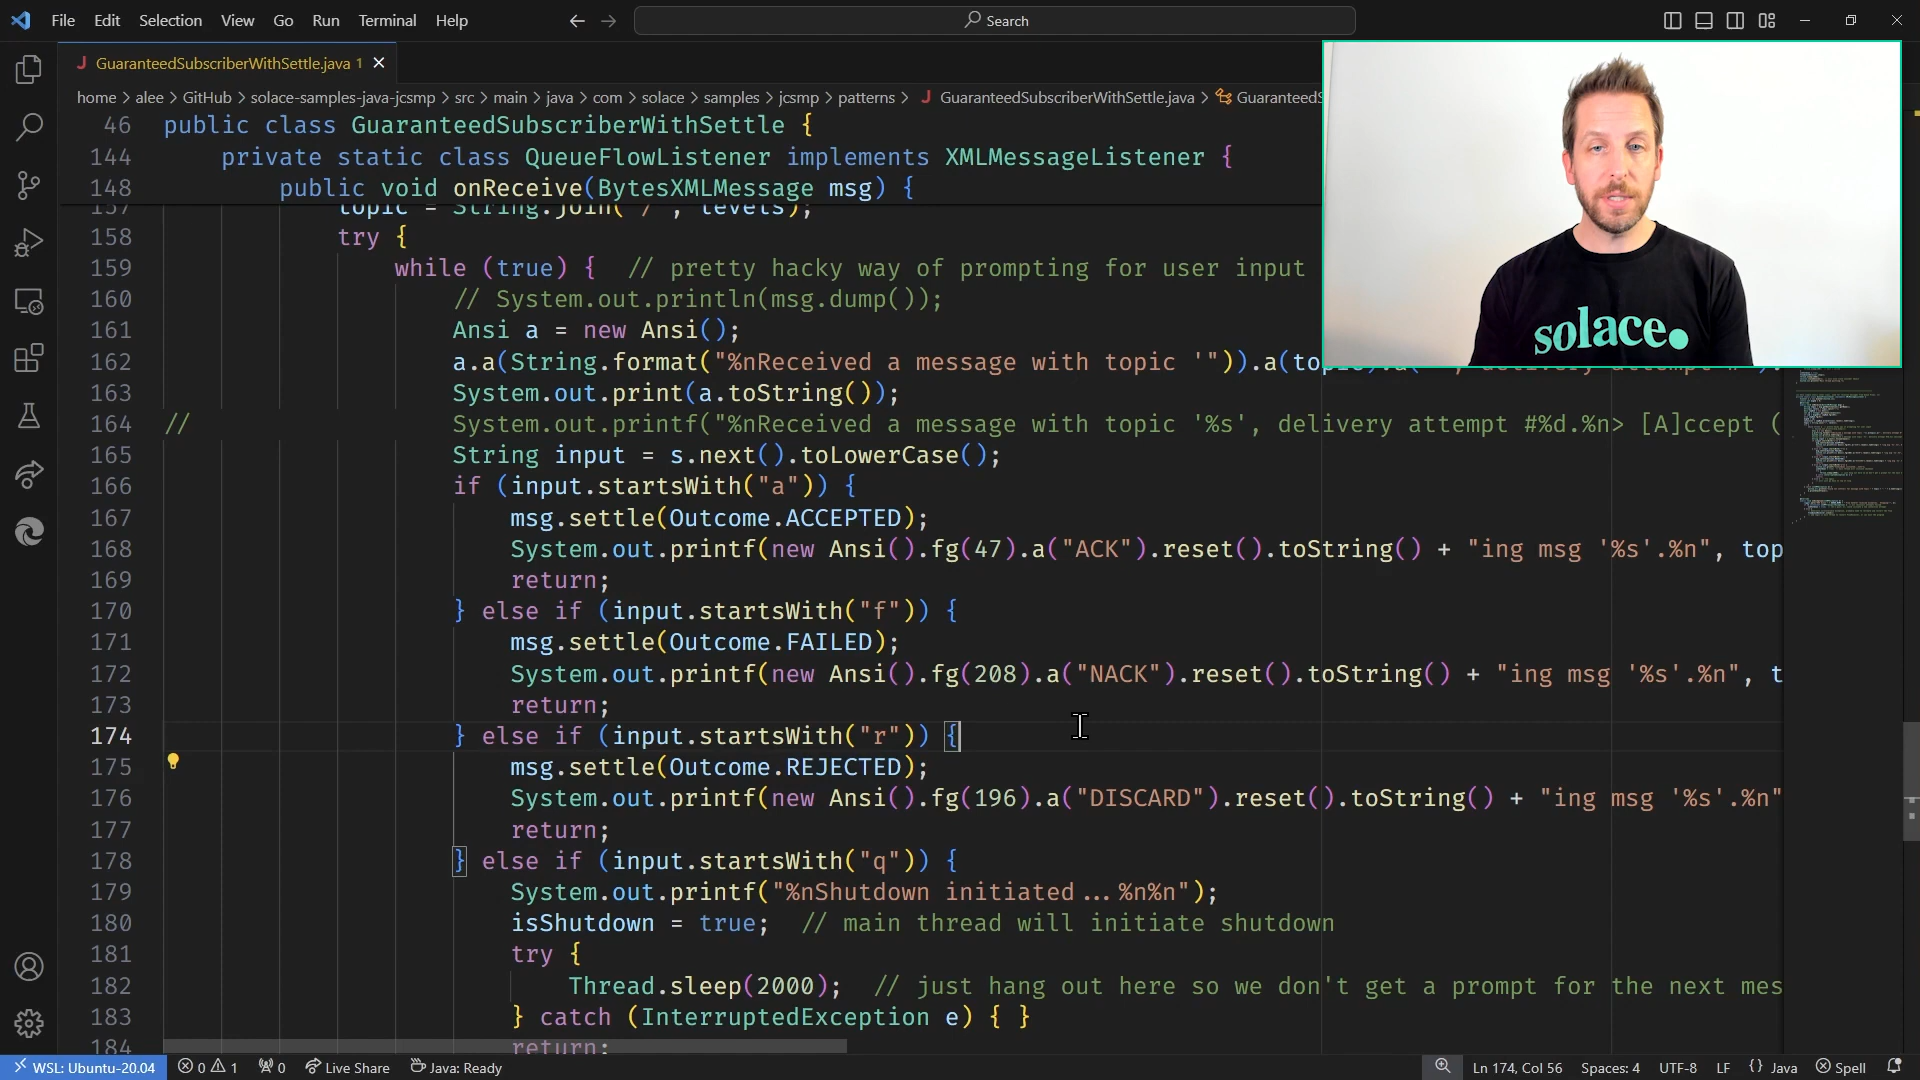 File Edit Selection View Go Run Terminal Help
Search
J GuaranteedSubscriberWithSettle.java 1
home > alee > GitHub > solace-samples-java-jcsmp > src > main > java > com > solace > samples > jcsmp > patterns > J GuaranteedSubscriberWithSettle.java > GuaranteedS
46 public class GuaranteedSubscriberWithSettle {
144 private static class QueueFlowListener implements XMLMessageListener {
148 public void onReceive(BytesXMLMessage msg) {
157 topic = String.join("/", levels);
158 try {
159 while (true) { // pretty hacky way of prompting for user input
160 // System.out.println(msg.dump());
161 Ansi a = new Ansi();
162 a.a(String.format("%nReceived a message with topic '")).a(topic).a("', delivery attempt #").
163 System.out.print(a.toString());
164 // System.out.printf("%nReceived a message with topic '%s', delivery attempt #%d.%n> [A]ccept (
165 String input = s.next().toLowerCase();
166 if (input.startsWith("a")) {
167 msg.settle(Outcome.ACCEPTED);
168 System.out.printf(new Ansi().fg(47).a("ACK").reset().toString() + "ing msg '%s'.%n", top
169 return;
170 } else if (input.startsWith("f")) {
171 msg.settle(Outcome.FAILED);
172 System.out.printf(new Ansi().fg(208).a("NACK").reset().toString() + "ing msg '%s'.%n", t
173 return;
174 } else if (input.startsWith("r")) {
175 msg.settle(Outcome.REJECTED);
176 System.out.printf(new Ansi().fg(196).a("DISCARD").reset().toString() + "ing msg '%s'.%n"
177 return;
178 } else if (input.startsWith("q")) {
179 System.out.printf("%nShutdown initiated...%n%n");
180 isShutdown = true; // main thread will initiate shutdown
181 try {
182 Thread.sleep(2000); // just hang out here so we don't get a prompt for the next mes
183 } catch (InterruptedException e) { }
184 return;
solace.
WSL: Ubuntu-20.04 0 1 0 Live Share Java: Ready Ln 174, Col 56 Spaces: 4 UTF-8 LF {} Java Spell